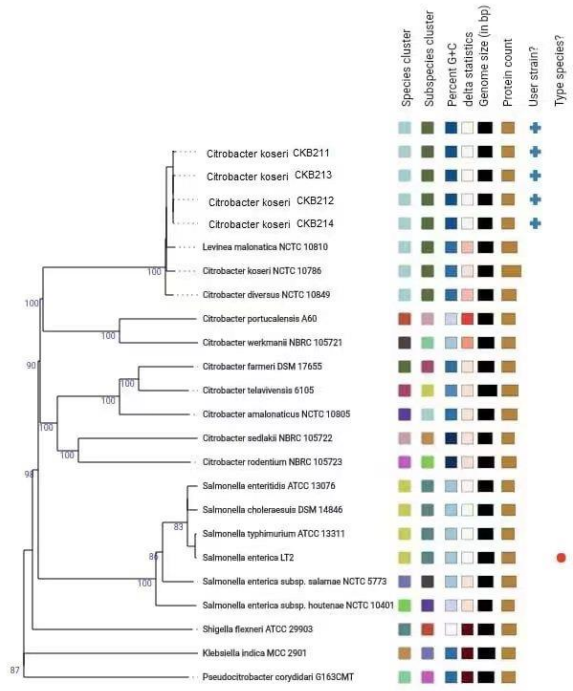 Species cluster
Subspecies cluster
Percent G+C
delta statistics
Genome size (in bp)
Protein count
User strain?
Type species?
Citrobacter koseri CKB211
Citrobacter koseri CKB213
Citrobacter koseri CKB212
Citrobacter koseri CKB214
Levinea malonatica NCTC 10810
100 Citrobacter koseri NCTC 10786
Citrobacter diversus NCTC 10849
100
Citrobacter portucalensis A60
100
Citrobacter werkmanii NBRC 105721
90 Citrobacter farmeri DSM 17655
100
Citrobacter telavivensis 6105
Citrobacter amalonaticus NCTC 10805
100
Citrobacter sedlakii NBRC 105722
100
Citrobacter rodentium NBRC 105723
98
Salmonella enteritidis ATCC 13076
Salmonella choleraesuis DSM 14846
83
Salmonella typhimurium ATCC 13311
86 Salmonella enterica LT2
100 Salmonella enterica subsp. salamae NCTC 5773
Salmonella enterica subsp. houtenae NCTC 10401
Shigella flexneri ATCC 29903
Klebsiella indica MCC 2901
87
Pseudocitrobacter corydidari G163CMT